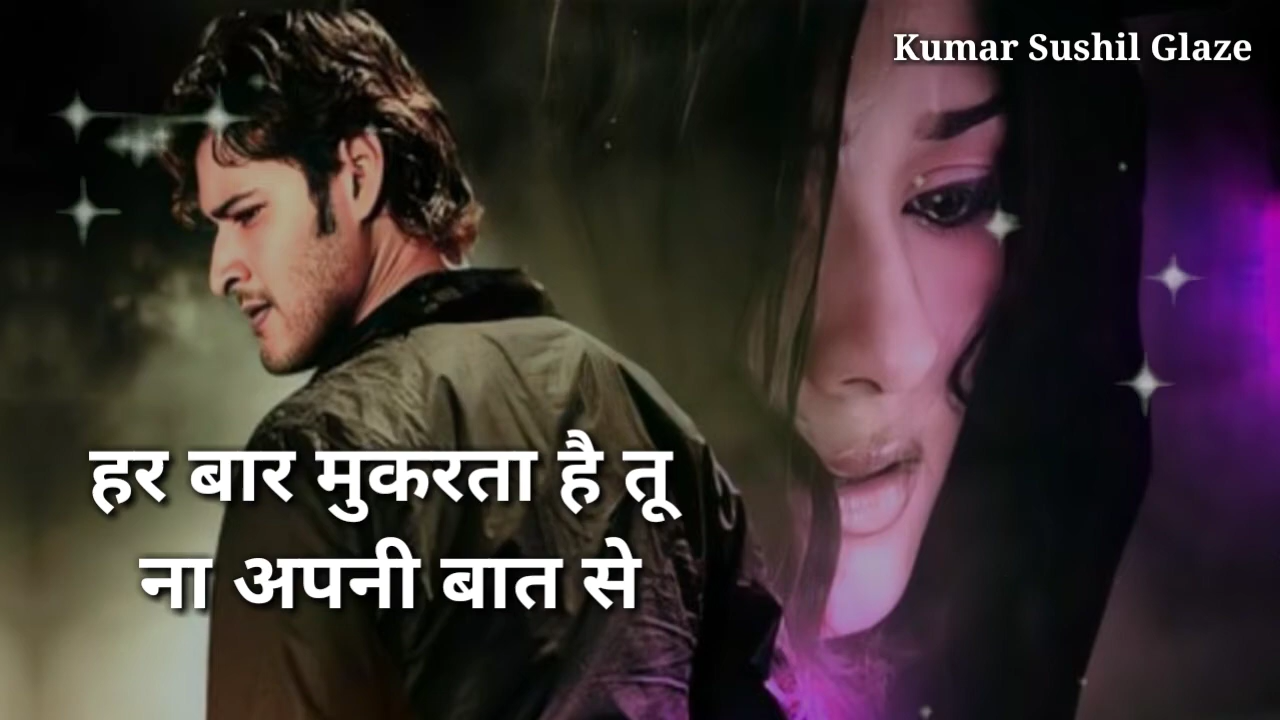 Kumar Sushil Glaze
हर बार मुकरता है तू
ना अपनी बात से